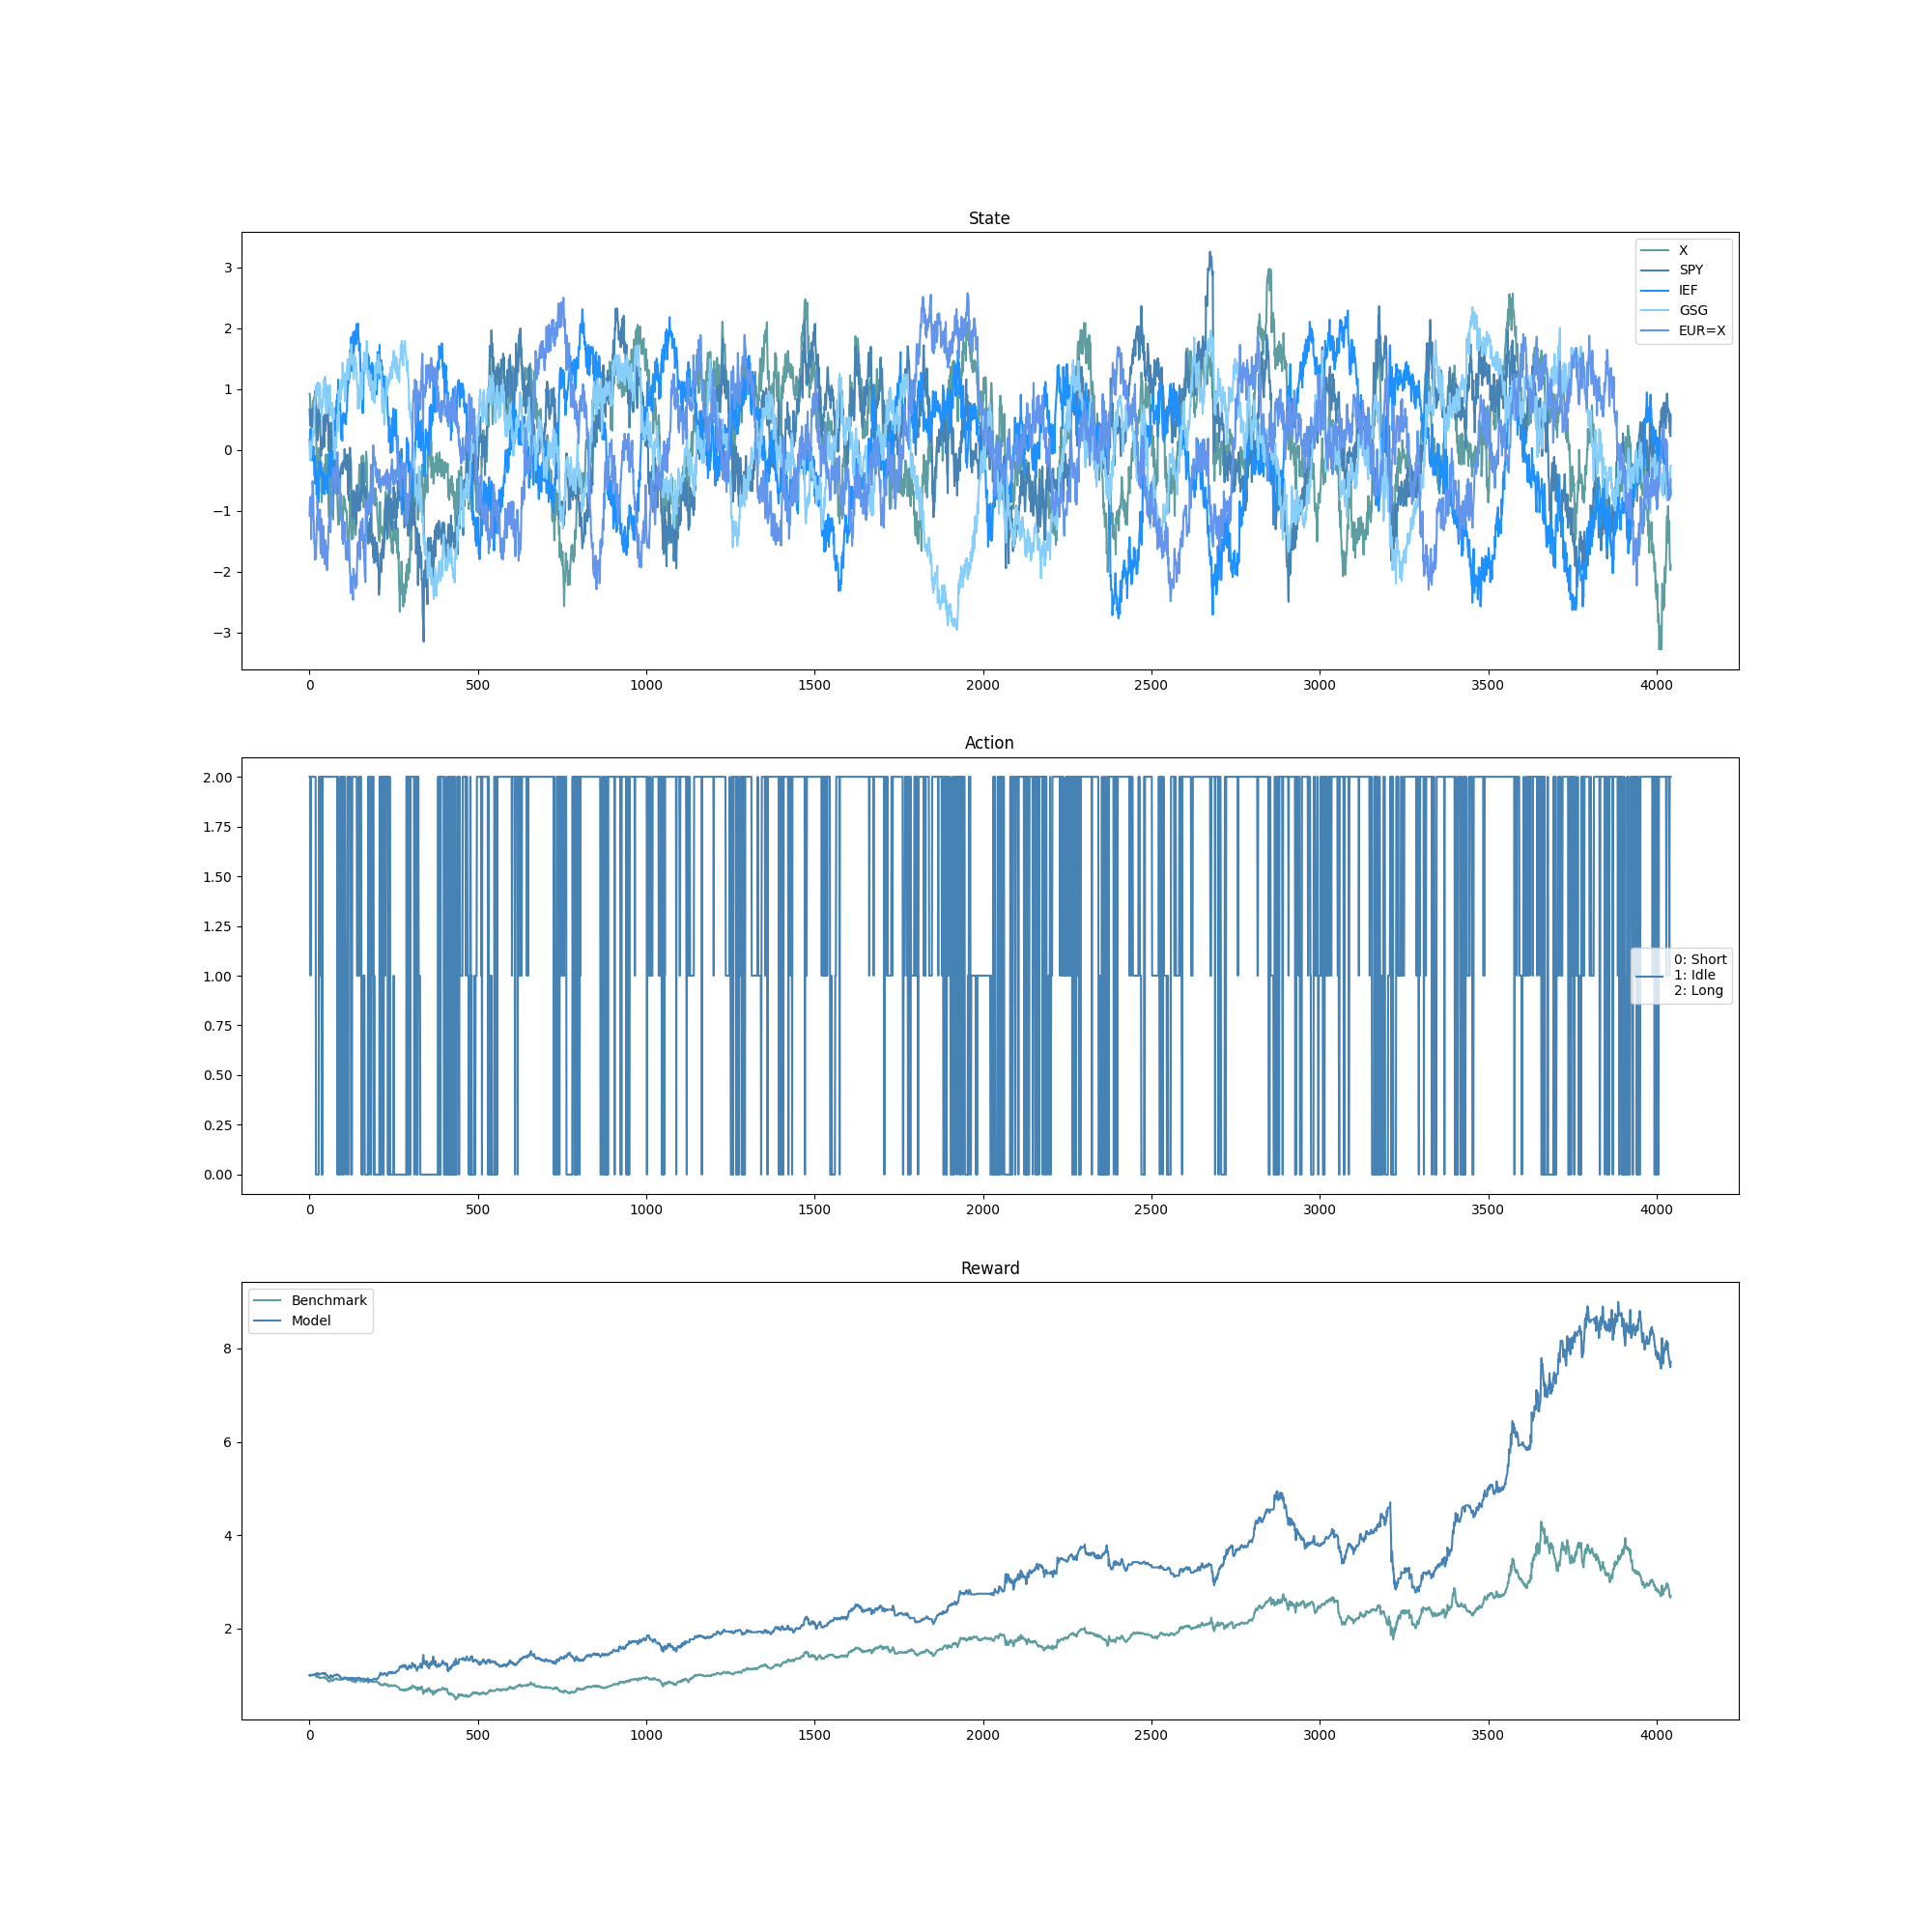 State
3
2
1
0
−1
−2
−3
X
SPY
IEF
GSG
EUR=X
0 500 1000 1500 2000 2500 3000 3500 4000
Action
2.00
1.75
1.50
1.25
1.00
0.75
0.50
0.25
0.00
0: Short
1: Idle
2: Long
0 500 1000 1500 2000 2500 3000 3500 4000
Reward
Benchmark
Model
8
6
4
2
0 500 1000 1500 2000 2500 3000 3500 4000